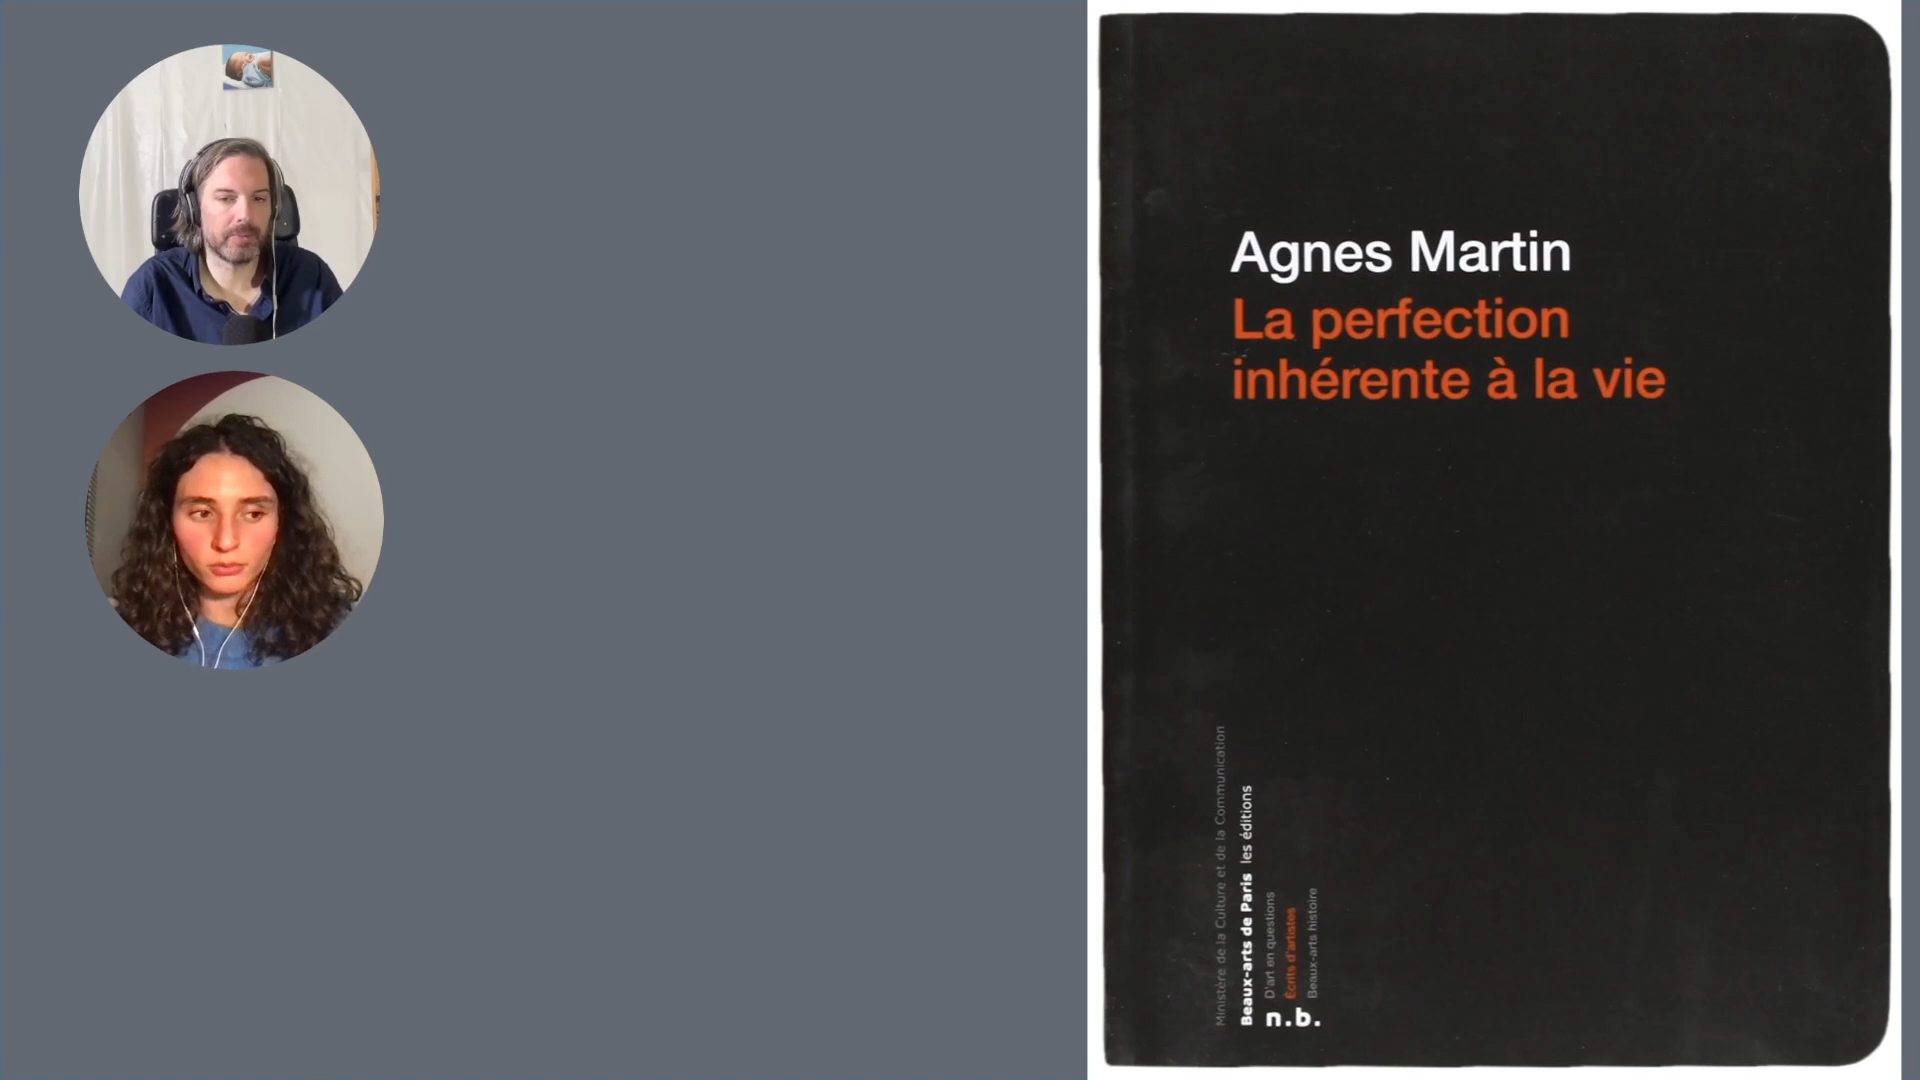 Agnes Martin
La perfection
inhérente à la vie
Ministère de la Culture et de la Communication
Beaux-arts de Paris les éditions
D'art en questions
Écrits d'artistes
Beaux-arts histoire
n.b.